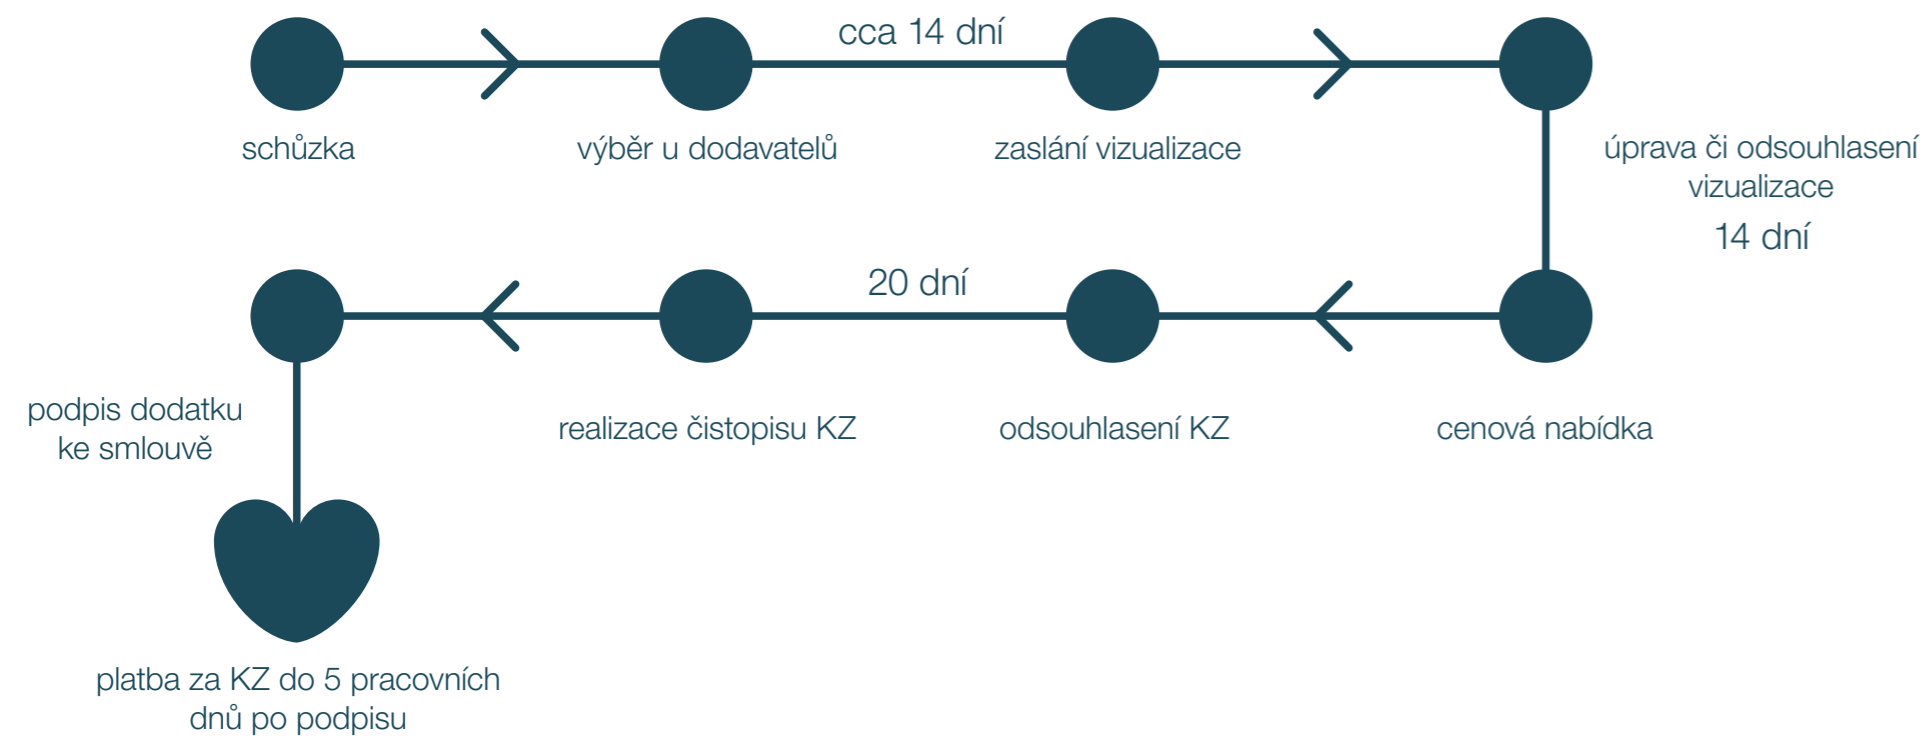 cca 14 dní
schůzka
výběr u dodavatelů
zaslání vizualizace
úprava či odsouhlasení
vizualizace
14 dní
20 dní
podpis dodatku
ke smlouvě
realizace čistopisu KZ
odsouhlasení KZ
cenová nabídka
platba za KZ do 5 pracovních
dnů po podpisu